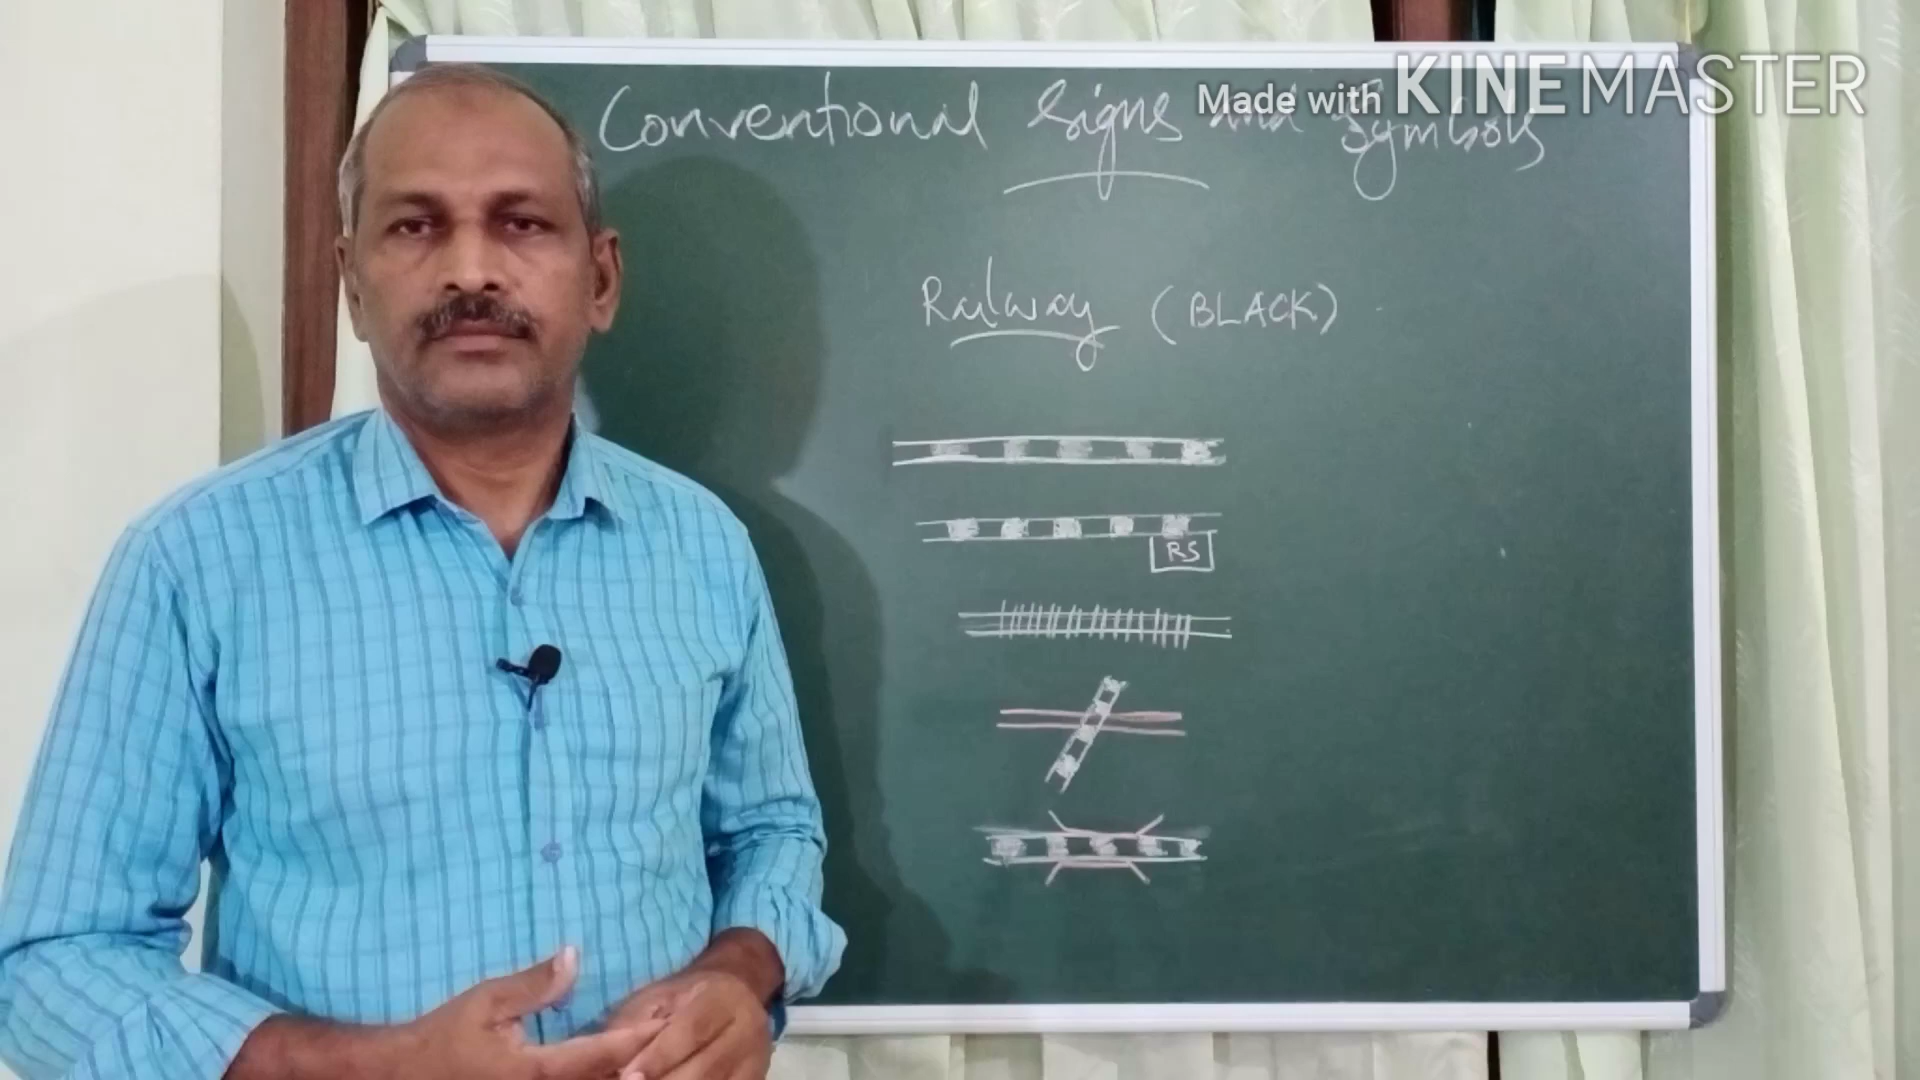 Made with KINEMASTER
Conventional Signs and Symbols
Railway (BLACK)
RS